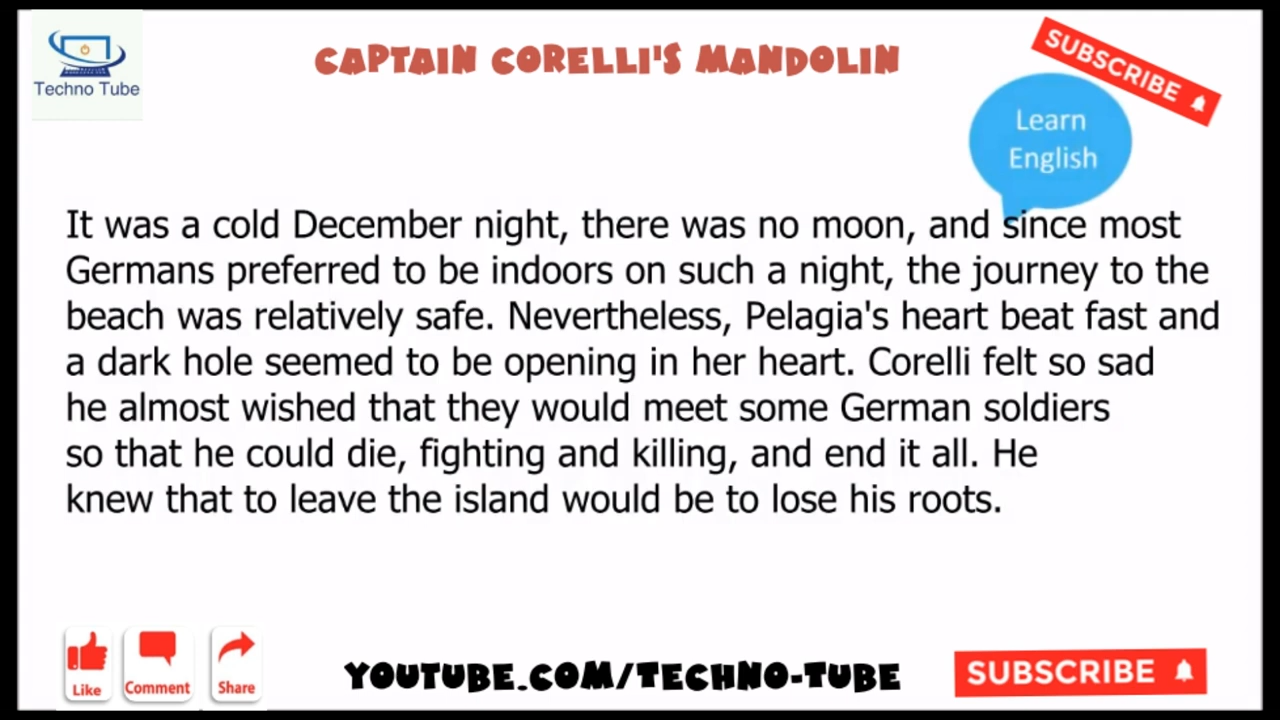 CAPTAIN CORELLI'S MANDOLIN
SUBSCRIBE
Techno Tube
Learn
English
It was a cold December night, there was no moon, and since most
Germans preferred to be indoors on such a night, the journey to the
beach was relatively safe. Nevertheless, Pelagia's heart beat fast and
a dark hole seemed to be opening in her heart. Corelli felt so sad
he almost wished that they would meet some German soldiers
so that he could die, fighting and killing, and end it all. He
knew that to leave the island would be to lose his roots.
Like
Comment
Share
YOUTUBE.COM/TECHNO-TUBE
SUBSCRIBE